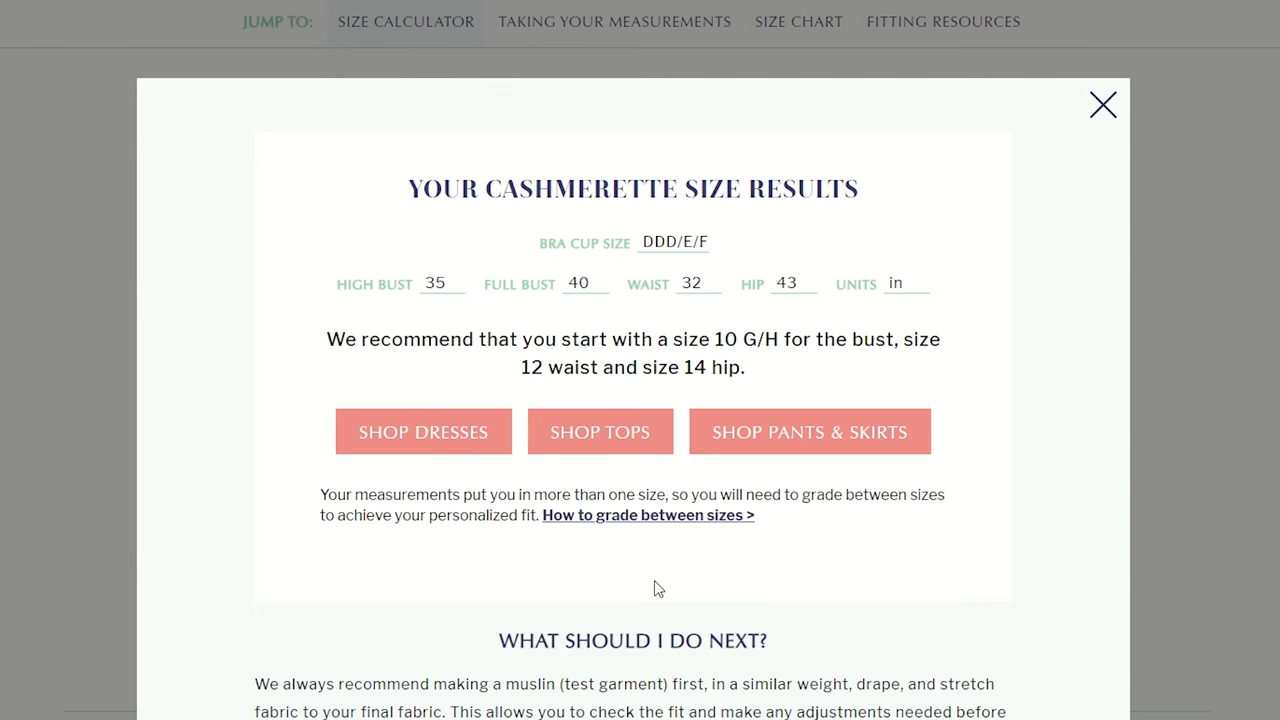 JUMP TO: SIZE CALCULATOR TAKING YOUR MEASUREMENTS SIZE CHART FITTING RESOURCES
YOUR CASHMERETTE SIZE RESULTS
BRA CUP SIZE DDD/E/F
HIGH BUST 35 FULL BUST 40 WAIST 32 HIP 43 UNITS in
We recommend that you start with a size 10 G/H for the bust, size
12 waist and size 14 hip.
SHOP DRESSES SHOP TOPS SHOP PANTS & SKIRTS
Your measurements put you in more than one size, so you will need to grade between sizes
to achieve your personalized fit. How to grade between sizes >
WHAT SHOULD I DO NEXT?
We always recommend making a muslin (test garment) first, in a similar weight, drape, and stretch
fabric to your final fabric. This allows you to check the fit and make any adjustments needed before